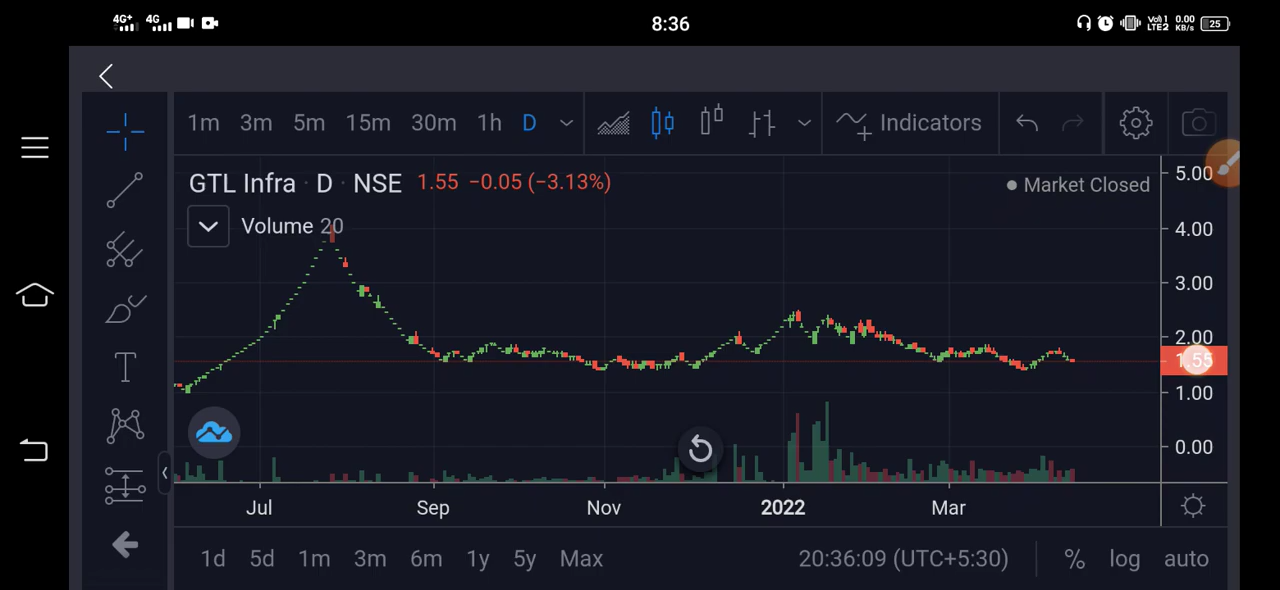 4G+ 4G 8:36 Vo) 1 LTE2 0.00 KB/s 25
1m 3m 5m 15m 30m 1h D Indicators
GTL Infra · D · NSE 1.55 −0.05 (−3.13%) Market Closed
Volume 20
5.00
4.00
3.00
2.00
1.55
1.00
0.00
Jul Sep Nov 2022 Mar
1d 5d 1m 3m 6m 1y 5y Max 20:36:09 (UTC+5:30) % log auto
T